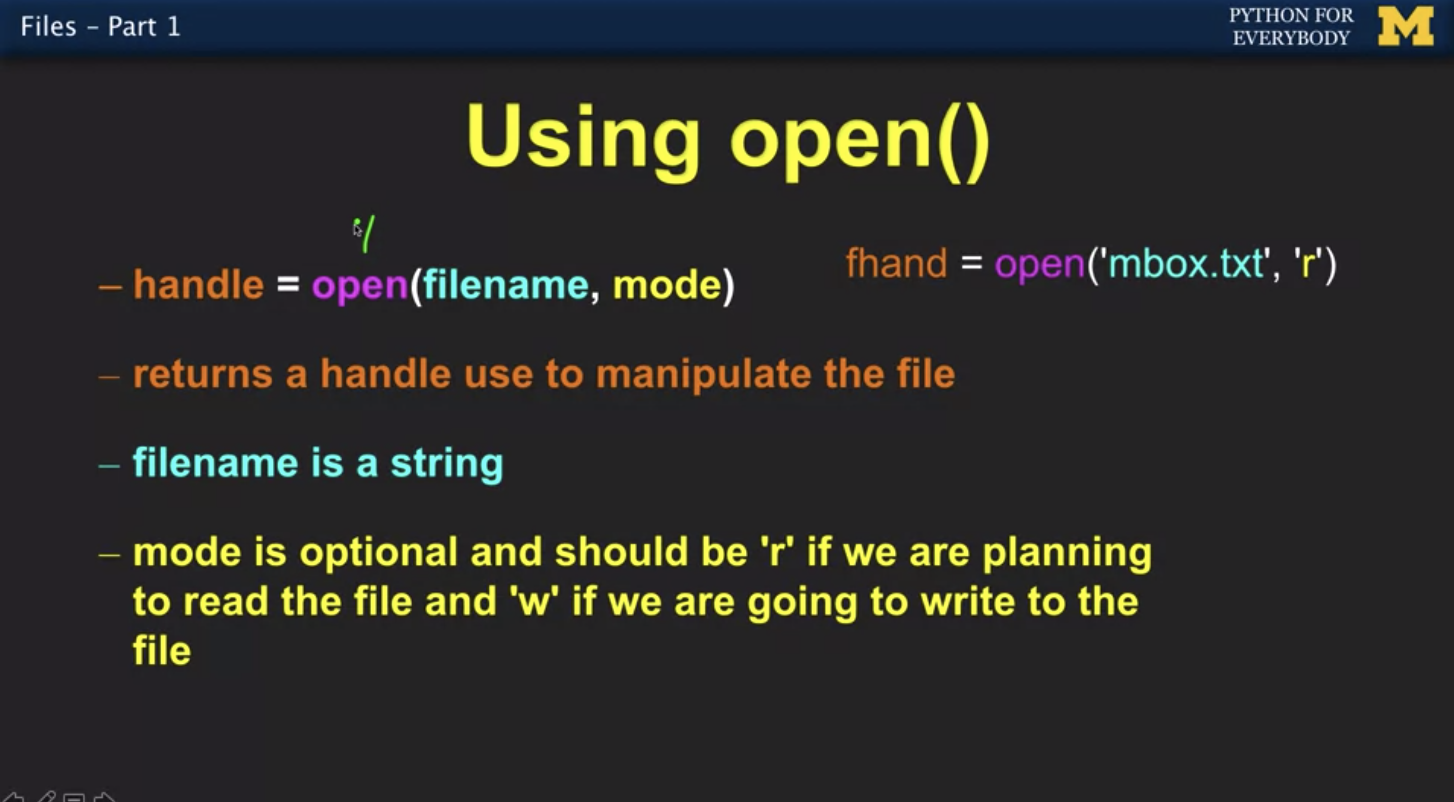 Files – Part 1
PYTHON FOR
EVERYBODY
M
Using open()
– handle = open(filename, mode)
fhand = open('mbox.txt', 'r')
– returns a handle use to manipulate the file
– filename is a string
– mode is optional and should be 'r' if we are planning
to read the file and 'w' if we are going to write to the
file